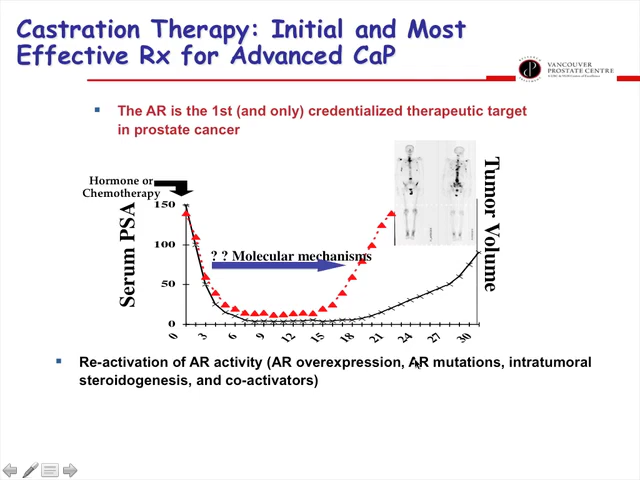 Castration Therapy: Initial and Most
Effective Rx for Advanced CaP
VANCOUVER
PROSTATE CENTRE
The AR is the 1st (and only) credentialized therapeutic target
in prostate cancer
Hormone or
Chemotherapy
Serum PSA
Tumor Volume
150
100
50
0
? ? Molecular mechanisms
0 3 6 9 12 15 18 21 24 27 30
Re-activation of AR activity (AR overexpression, AR mutations, intratumoral
steroidogenesis, and co-activators)